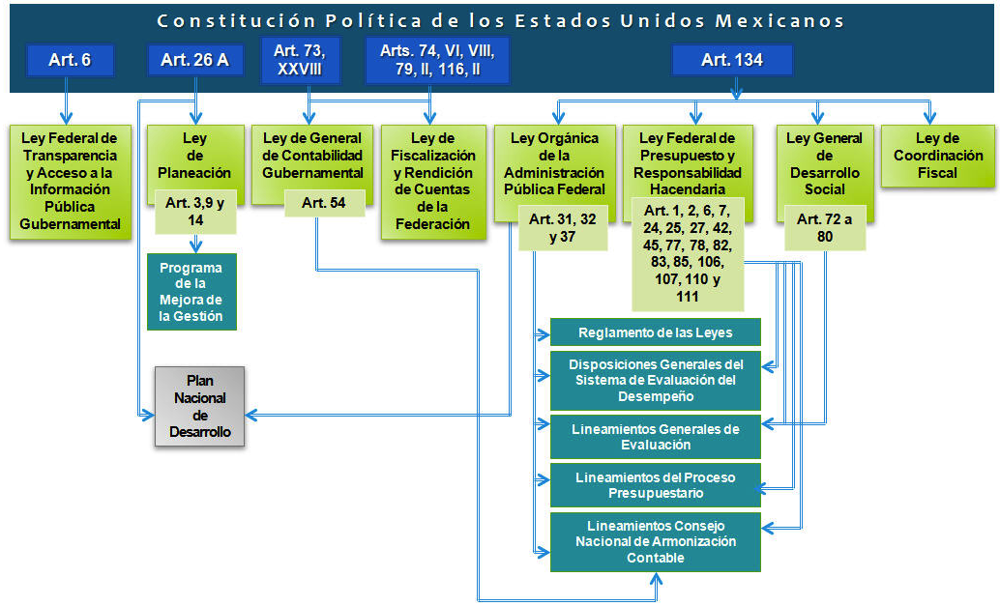 Constitución Política de los Estados Unidos Mexicanos
Art. 6
Art. 26 A
Art. 73,
XXVIII
Arts. 74, VI, VIII,
79, II, 116, II
Art. 134
Ley Federal de
Transparencia
y Acceso a la
Información
Pública
Gubernamental
Ley
de
Planeación
Art. 3,9 y
14
Programa
de la
Mejora de
la Gestión
Plan
Nacional
de
Desarrollo
Ley de General
de Contabilidad
Gubernamental
Art. 54
Ley de
Fiscalización
y Rendición
de Cuentas
de la
Federación
Ley Orgánica
de la
Administración
Pública Federal
Art. 31, 32
y 37
Ley Federal de
Presupuesto y
Responsabilidad
Hacendaria
Art. 1, 2, 6, 7,
24, 25, 27, 42,
45, 77, 78, 82,
83, 85, 106,
107, 110 y
111
Ley General
de
Desarrollo
Social
Art. 72 a
80
Ley de
Coordinación
Fiscal
Reglamento de las Leyes
Disposiciones Generales del
Sistema de Evaluación del
Desempeño
Lineamientos Generales de
Evaluación
Lineamientos del Proceso
Presupuestario
Lineamientos Consejo
Nacional de Armonización
Contable